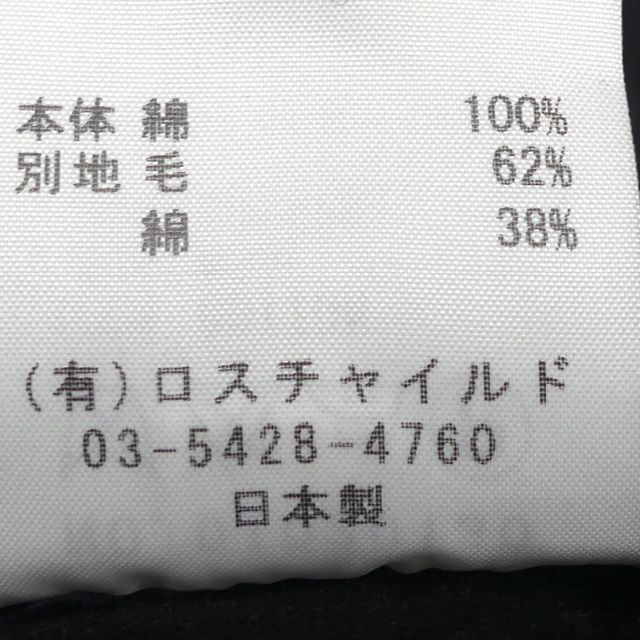 本体 綿 100%
別地 毛 62%
綿 38%
(有)ロスチャイルド
03-5428-4760
日本製